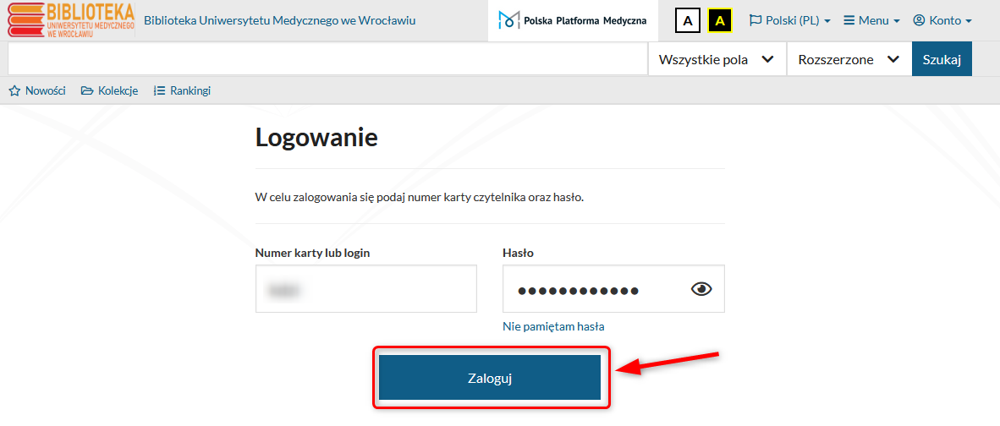 BIBLIOTEKA
UNIWERSYTETU MEDYCZNEGO
WE WROCŁAWIU
Biblioteka Uniwersytetu Medycznego we Wrocławiu
Polska Platforma Medyczna
A
A
Polski (PL)
Menu
Konto
Wszystkie pola
Rozszerzone
Szukaj
Nowości
Kolekcje
Rankingi
Logowanie
W celu zalogowania się podaj numer karty czytelnika oraz hasło.
Numer karty lub login
Hasło
Nie pamiętam hasła
Zaloguj